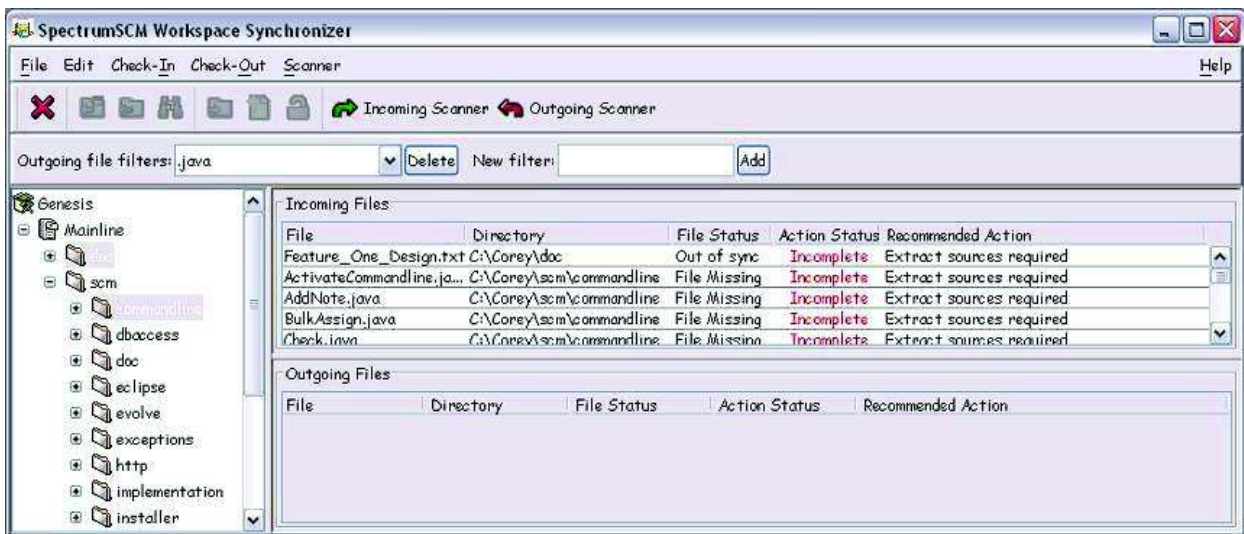 SpectrumSCM Workspace Synchronizer
File Edit Check-In Check-Out Scanner Help
Incoming Scanner Outgoing Scanner
Outgoing file filters: .java Delete New filter: Add
Genesis
Mainline
doc
scm
commandline
dbaccess
doc
eclipse
evolve
exceptions
http
implementation
installer
Incoming Files
File Directory File Status Action Status Recommended Action
Feature_One_Design.txt C:\Corey\doc Out of sync Incomplete Extract sources required
ActivateCommandline.ja... C:\Corey\scm\commandline File Missing Incomplete Extract sources required
AddNote.java C:\Corey\scm\commandline File Missing Incomplete Extract sources required
BulkAssign.java C:\Corey\scm\commandline File Missing Incomplete Extract sources required
Check.java C:\Corey\scm\commandline File Missing Incomplete Extract sources required
Outgoing Files
File Directory File Status Action Status Recommended Action